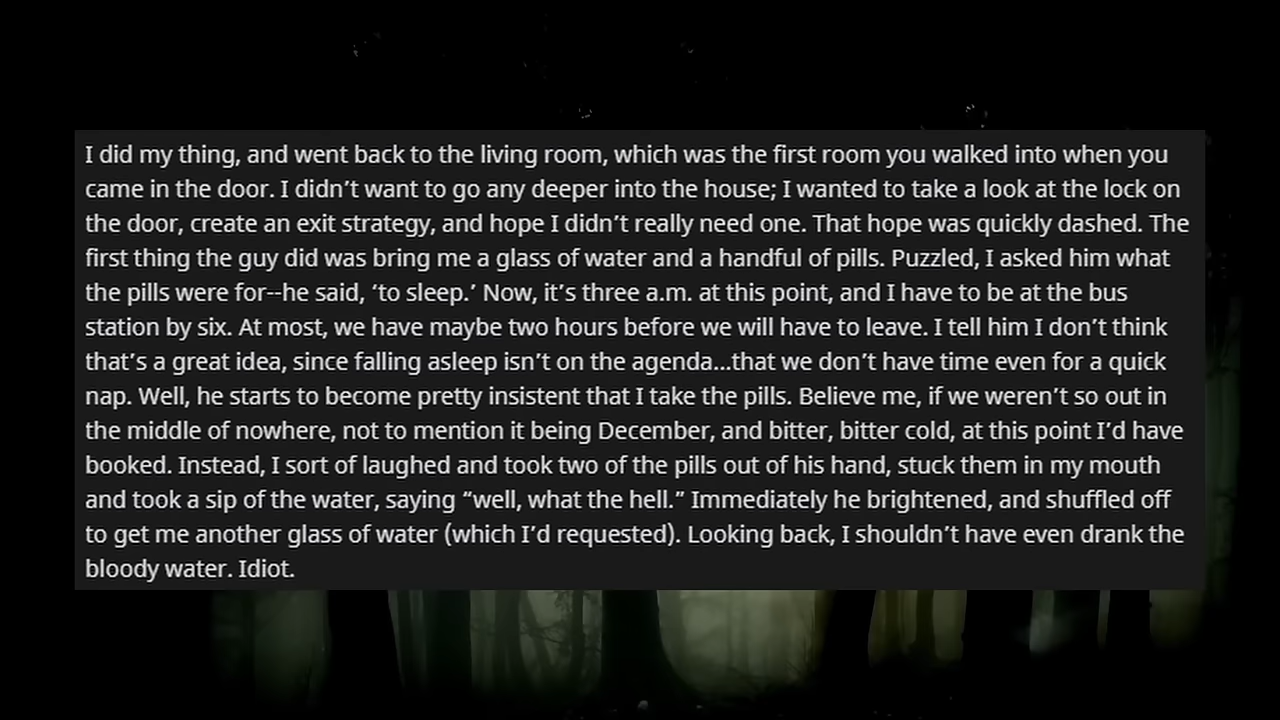 I did my thing, and went back to the living room, which was the first room you walked into when you
came in the door. I didn’t want to go any deeper into the house; I wanted to take a look at the lock on
the door, create an exit strategy, and hope I didn’t really need one. That hope was quickly dashed. The
first thing the guy did was bring me a glass of water and a handful of pills. Puzzled, I asked him what
the pills were for--he said, ‘to sleep.’ Now, it’s three a.m. at this point, and I have to be at the bus
station by six. At most, we have maybe two hours before we will have to leave. I tell him I don’t think
that’s a great idea, since falling asleep isn’t on the agenda...that we don’t have time even for a quick
nap. Well, he starts to become pretty insistent that I take the pills. Believe me, if we weren’t so out in
the middle of nowhere, not to mention it being December, and bitter, bitter cold, at this point I’d have
booked. Instead, I sort of laughed and took two of the pills out of his hand, stuck them in my mouth
and took a sip of the water, saying “well, what the hell.” Immediately he brightened, and shuffled off
to get me another glass of water (which I’d requested). Looking back, I shouldn’t have even drank the
bloody water. Idiot.